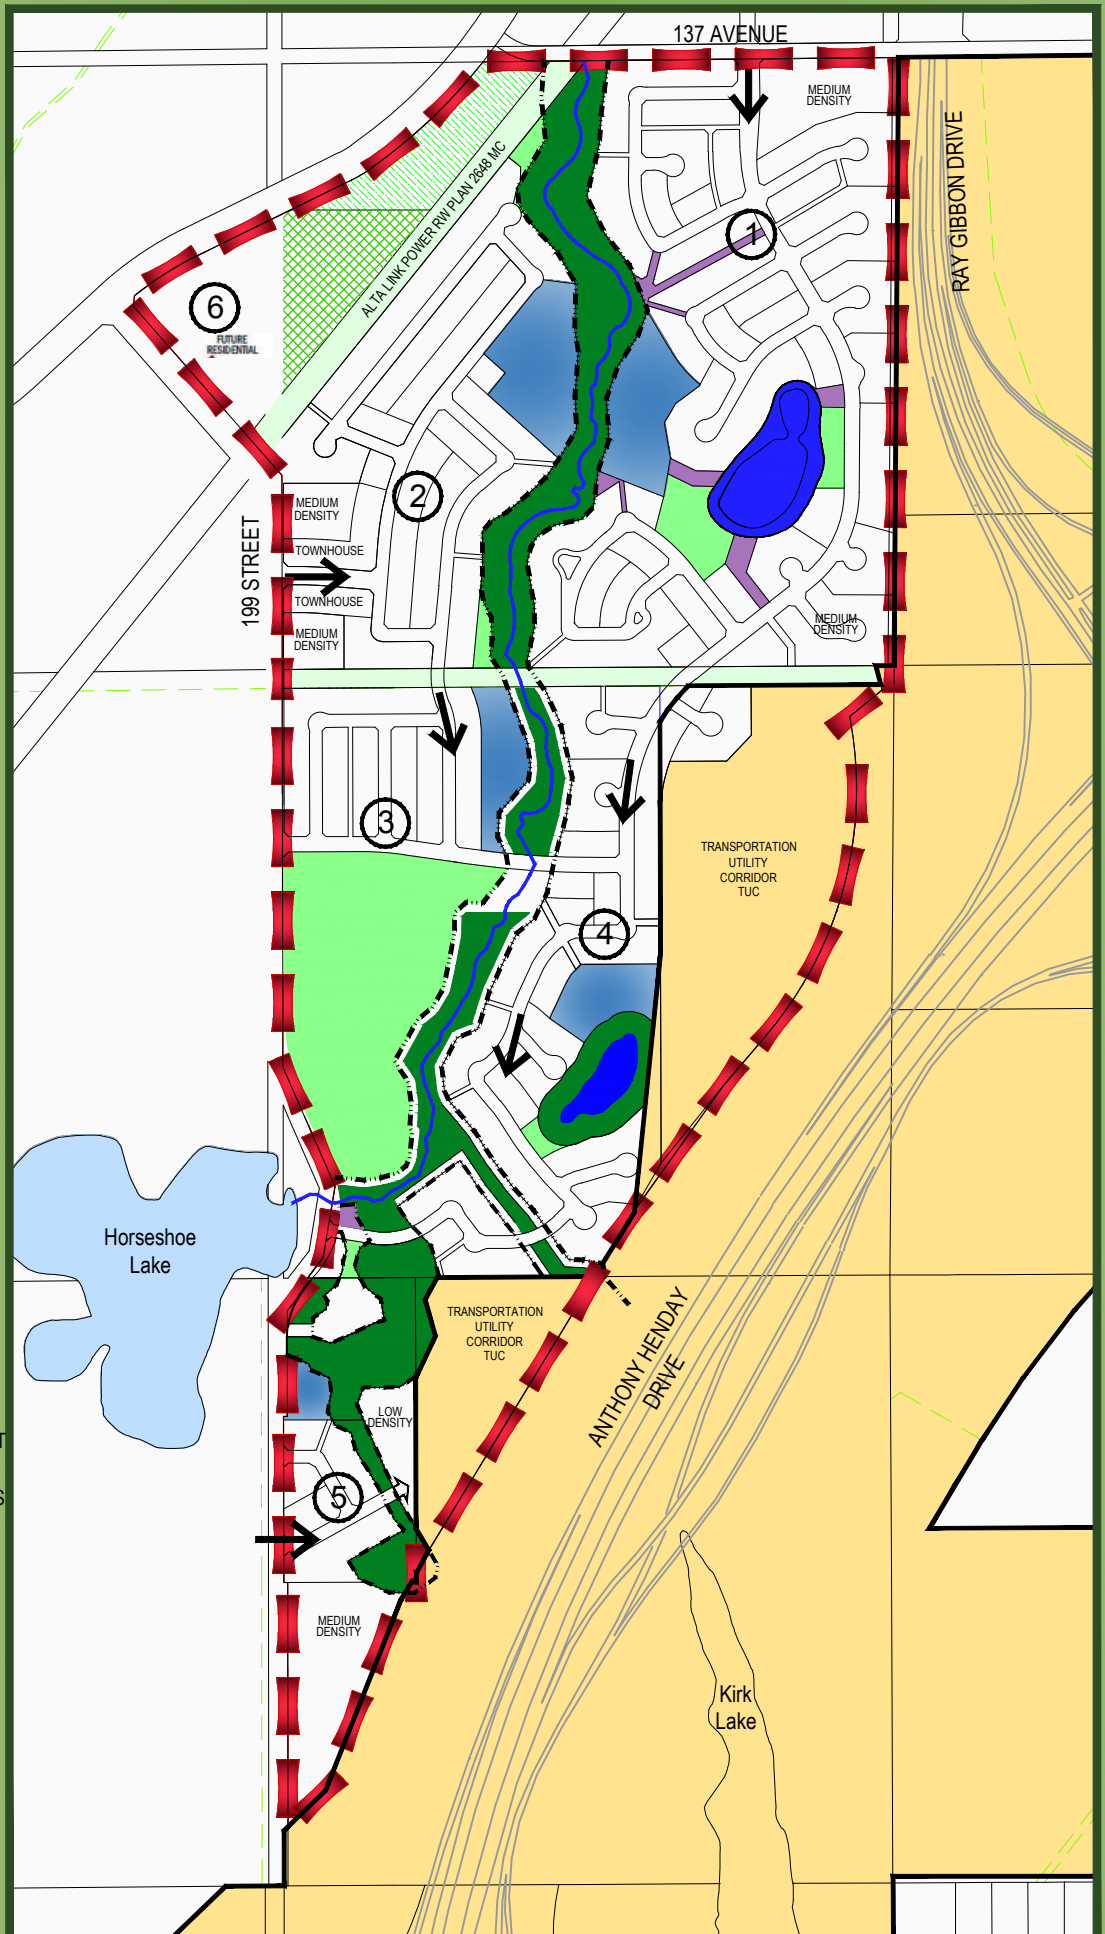 137 AVENUE
MEDIUM
DENSITY
RAY GIBBON DRIVE
ALTA LINK POWER RW PLAN 2648 MC
1
6
FUTURE
RESIDENTIAL
2
MEDIUM
DENSITY
199 STREET
TOWNHOUSE
TOWNHOUSE
MEDIUM
DENSITY
MEDIUM
DENSITY
3
TRANSPORTATION
UTILITY
CORRIDOR
TUC
4
Horseshoe
Lake
TRANSPORTATION
UTILITY
CORRIDOR
TUC
ANTHONY HENDAY
DRIVE
LOW
DENSITY
T
S
5
MEDIUM
DENSITY
Kirk
Lake